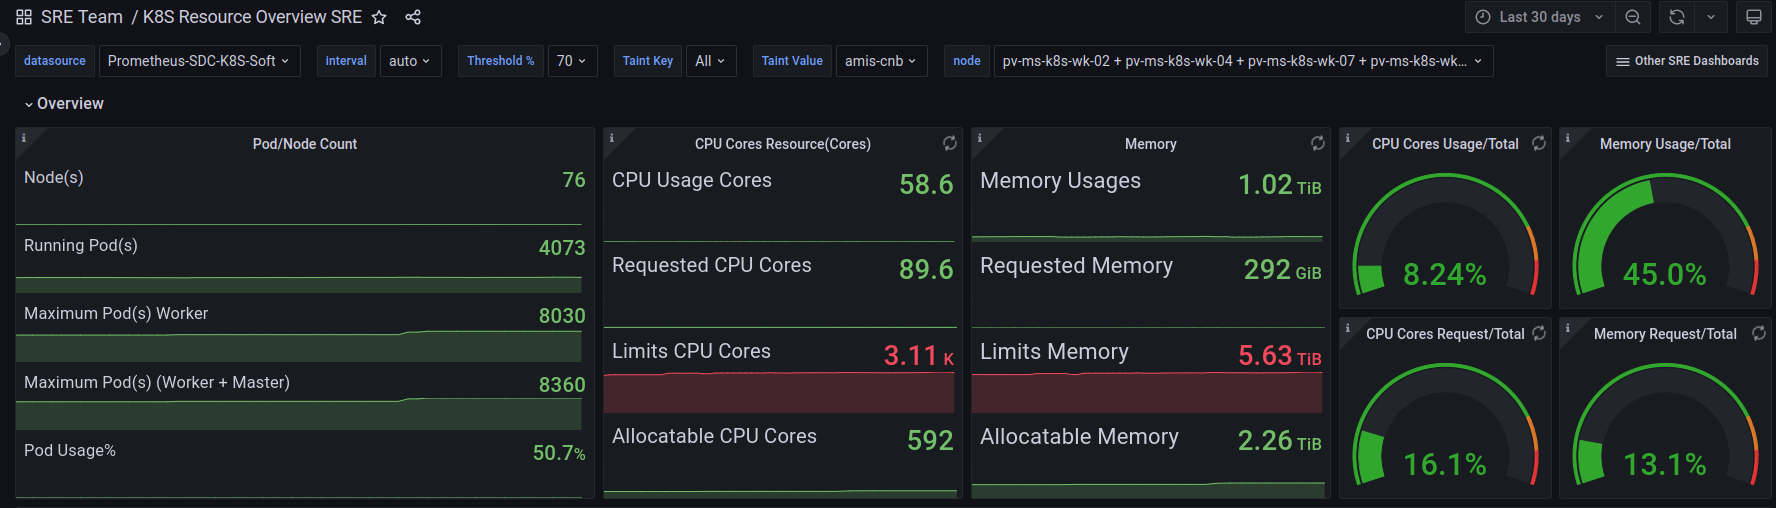 SRE Team / K8S Resource Overview SRE
Last 30 days
datasource Prometheus-SDC-K8S-Soft interval auto Threshold % 70 Taint Key All Taint Value amis-cnb node pv-ms-k8s-wk-02 + pv-ms-k8s-wk-04 + pv-ms-k8s-wk-07 + pv-ms-k8s-wk... Other SRE Dashboards
Overview
Pod/Node Count
Node(s) 76
Running Pod(s) 4073
Maximum Pod(s) Worker 8030
Maximum Pod(s) (Worker + Master) 8360
Pod Usage% 50.7%
CPU Cores Resource(Cores)
CPU Usage Cores 58.6
Requested CPU Cores 89.6
Limits CPU Cores 3.11 K
Allocatable CPU Cores 592
Memory
Memory Usages 1.02 TiB
Requested Memory 292 GiB
Limits Memory 5.63 TiB
Allocatable Memory 2.26 TiB
CPU Cores Usage/Total
8.24%
Memory Usage/Total
45.0%
CPU Cores Request/Total
16.1%
Memory Request/Total
13.1%